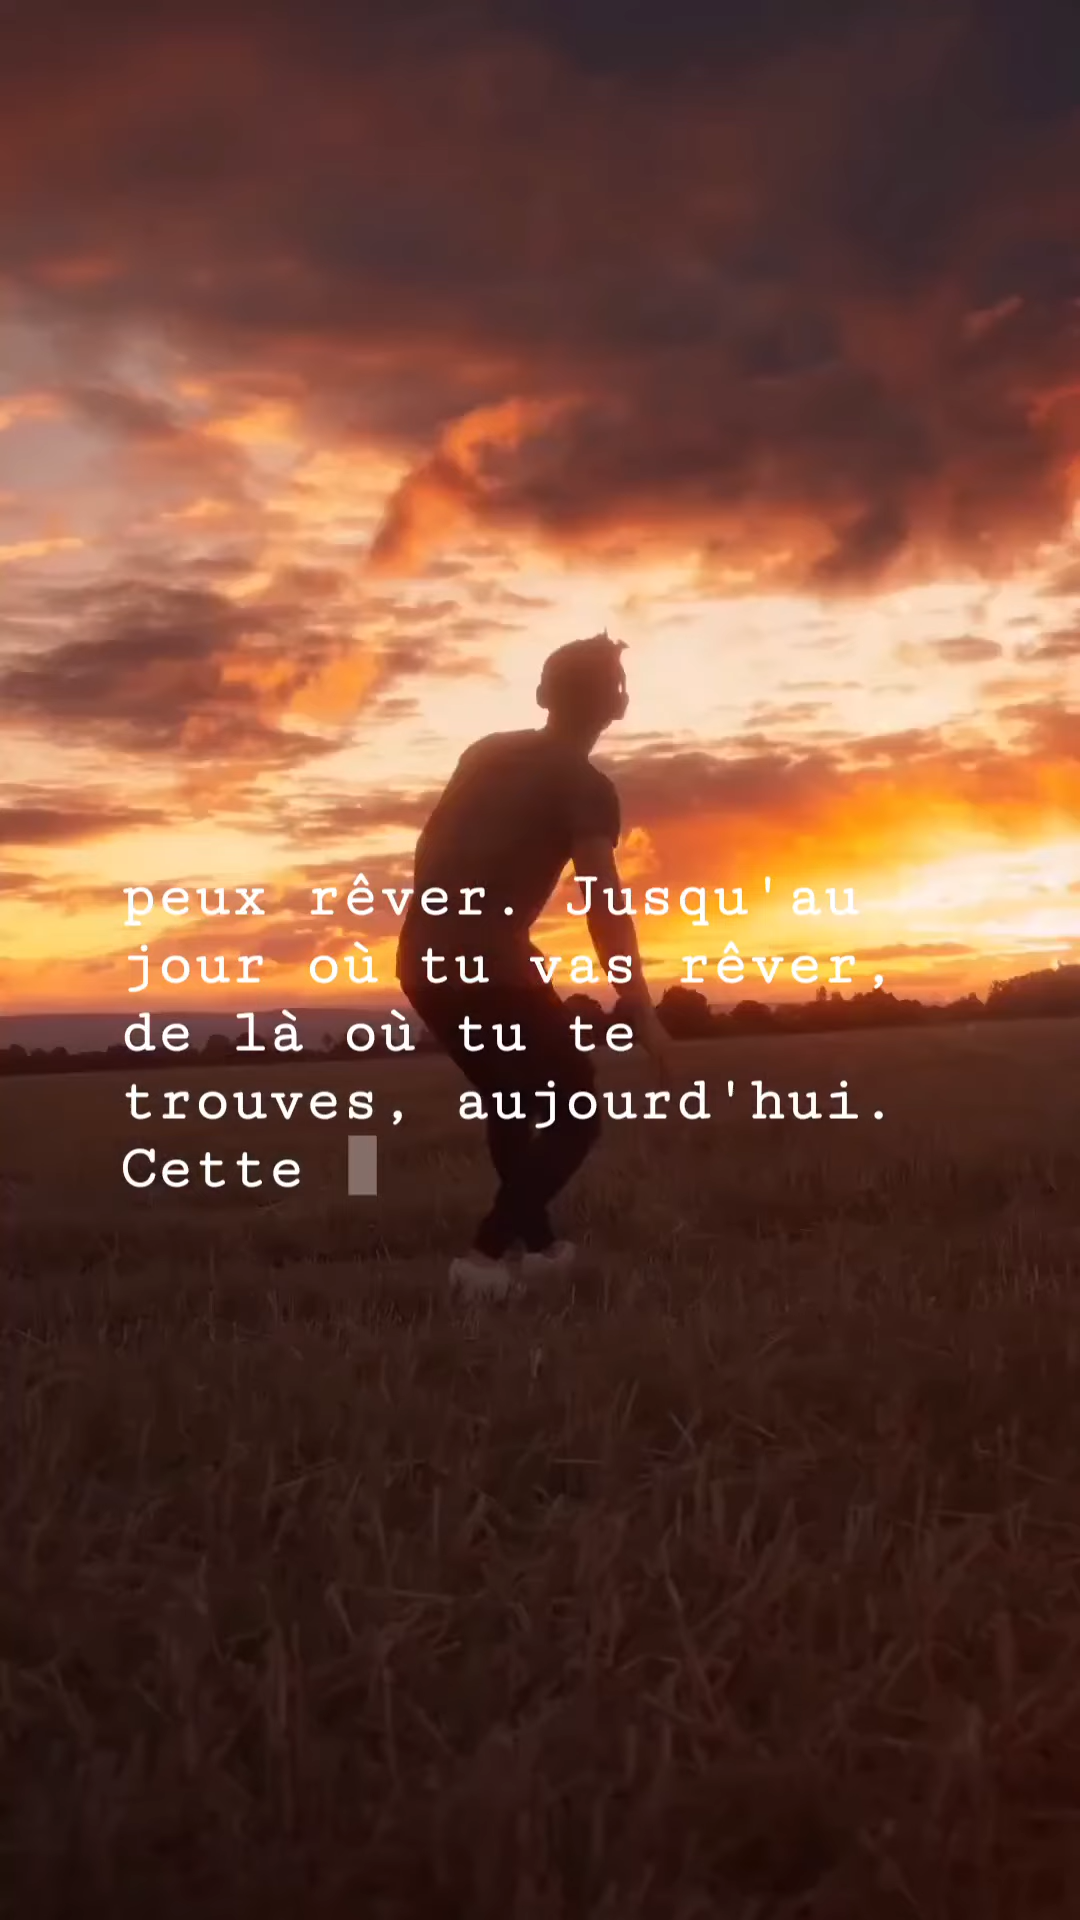 peux rêver. Jusqu'au
jour où tu vas rêver,
de là où tu te
trouves, aujourd'hui.
Cette